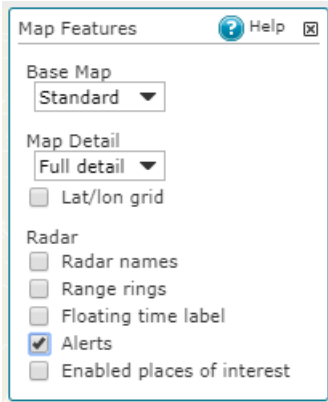 Map Features ? Help
Base Map
Standard
Map Detail
Full detail
Lat/lon grid
Radar
Radar names
Range rings
Floating time label
Alerts
Enabled places of interest